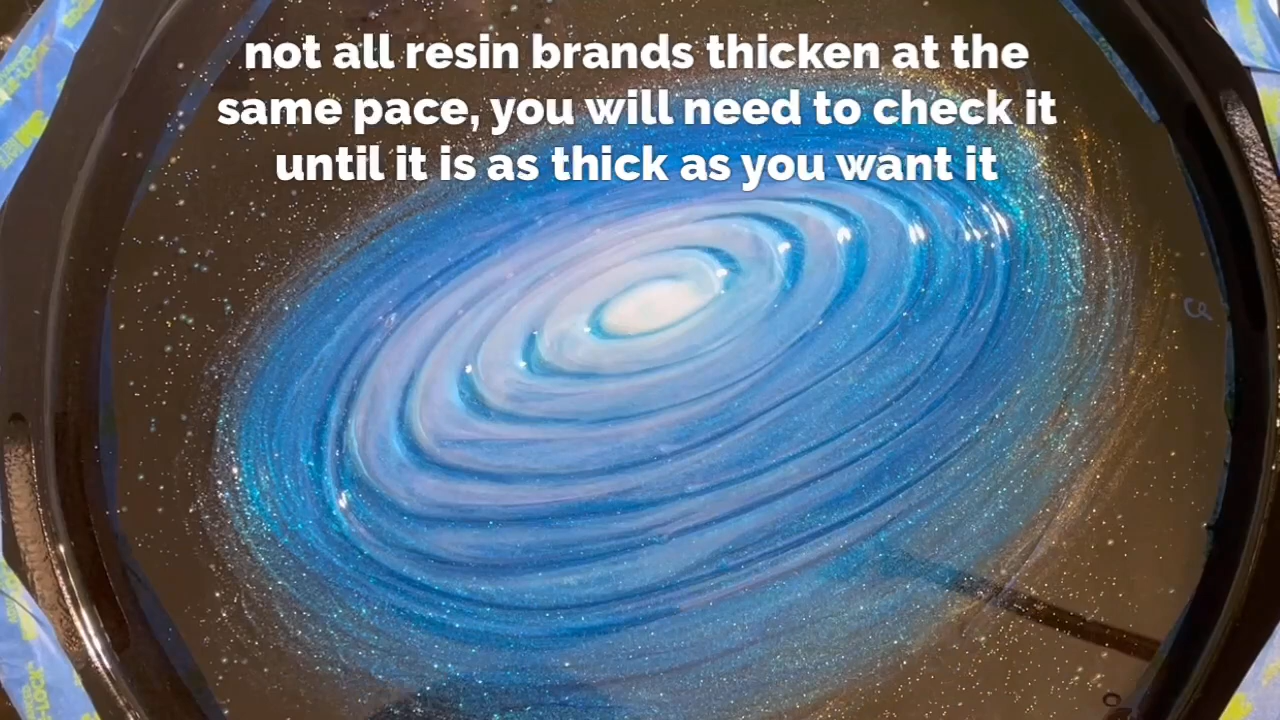 not all resin brands thicken at the
same pace, you will need to check it
until it is as thick as you want it